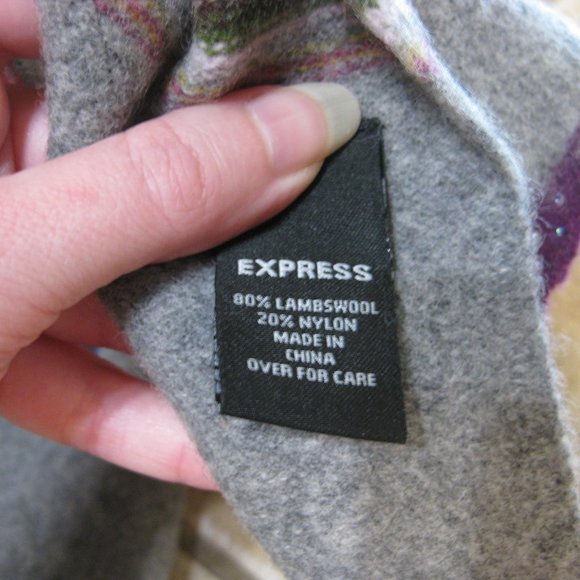 EXPRESS
80% LAMBSWOOL
20% NYLON
MADE IN
CHINA
OVER FOR CARE